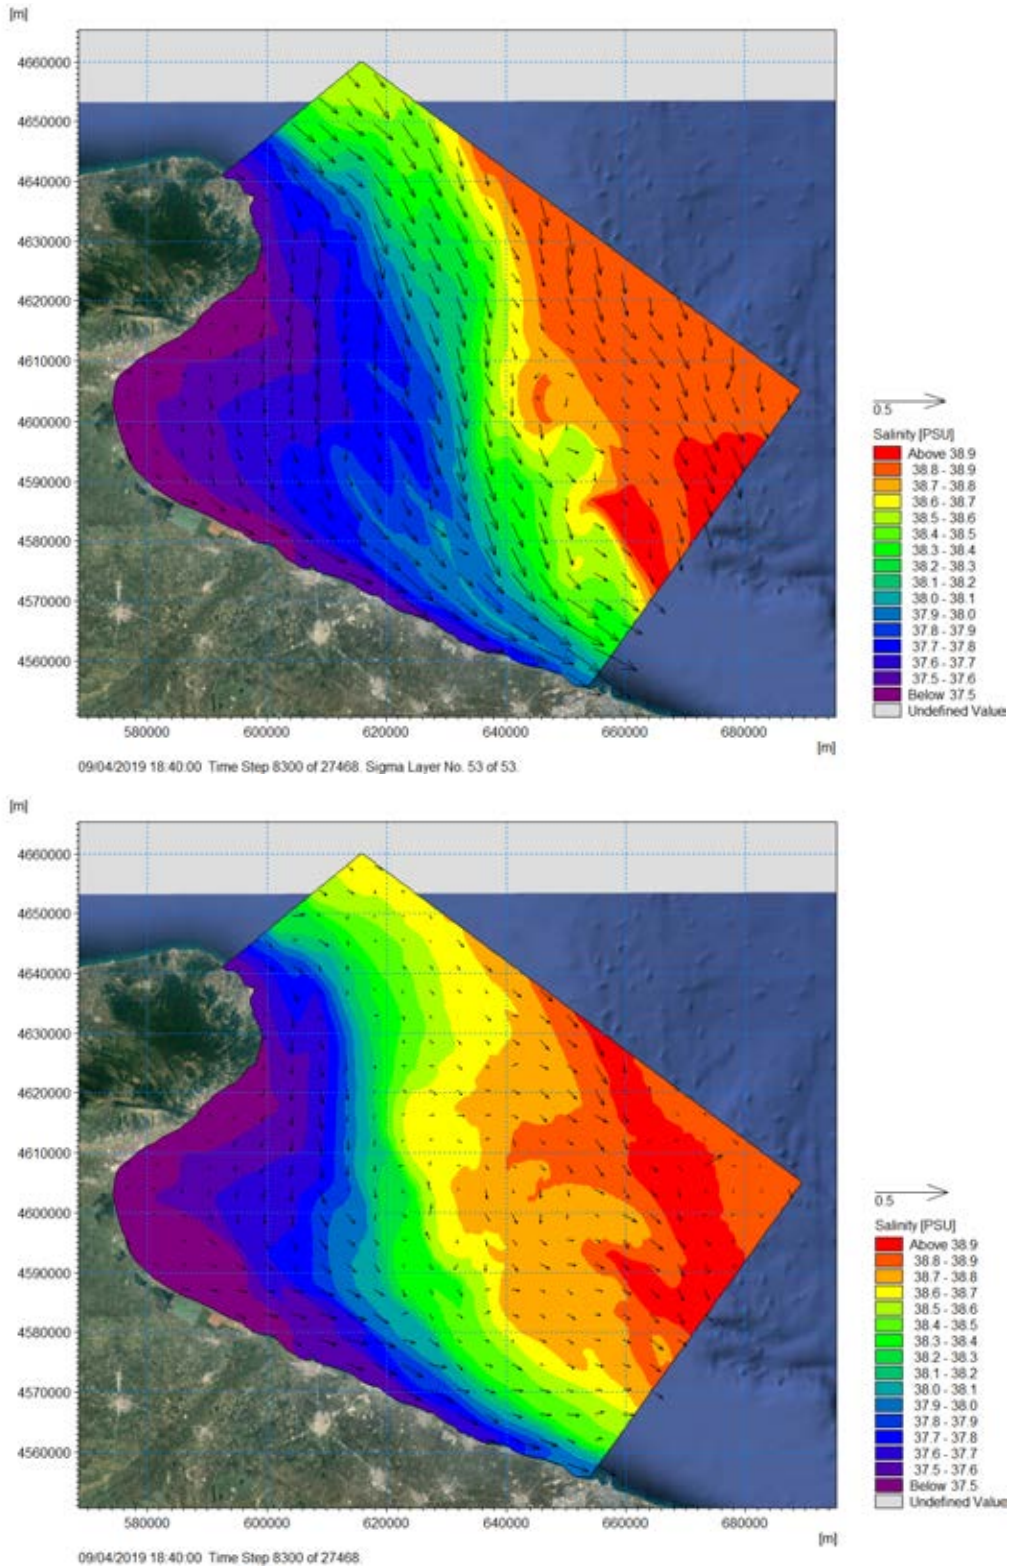 [m]
4660000
4650000
4640000
4630000
4620000
4610000
4600000
4590000
4580000
4570000
4560000
580000 600000 620000 640000 660000 680000
[m]
0.5
Salinity [PSU]
Above 38.9
38.8 - 38.9
38.7 - 38.8
38.6 - 38.7
38.5 - 38.6
38.4 - 38.5
38.3 - 38.4
38.2 - 38.3
38.1 - 38.2
38.0 - 38.1
37.9 - 38.0
37.8 - 37.9
37.7 - 37.8
37.6 - 37.7
37.5 - 37.6
Below 37.5
Undefined Value
09/04/2019 18:40:00 Time Step 8300 of 27468. Sigma Layer No. 53 of 53.
[m]
4660000
4650000
4640000
4630000
4620000
4610000
4600000
4590000
4580000
4570000
4560000
580000 600000 620000 640000 660000 680000
[m]
0.5
Salinity [PSU]
Above 38.9
38.8 - 38.9
38.7 - 38.8
38.6 - 38.7
38.5 - 38.6
38.4 - 38.5
38.3 - 38.4
38.2 - 38.3
38.1 - 38.2
38.0 - 38.1
37.9 - 38.0
37.8 - 37.9
37.7 - 37.8
37.6 - 37.7
37.5 - 37.6
Below 37.5
Undefined Value
09/04/2019 18:40:00 Time Step 8300 of 27468.